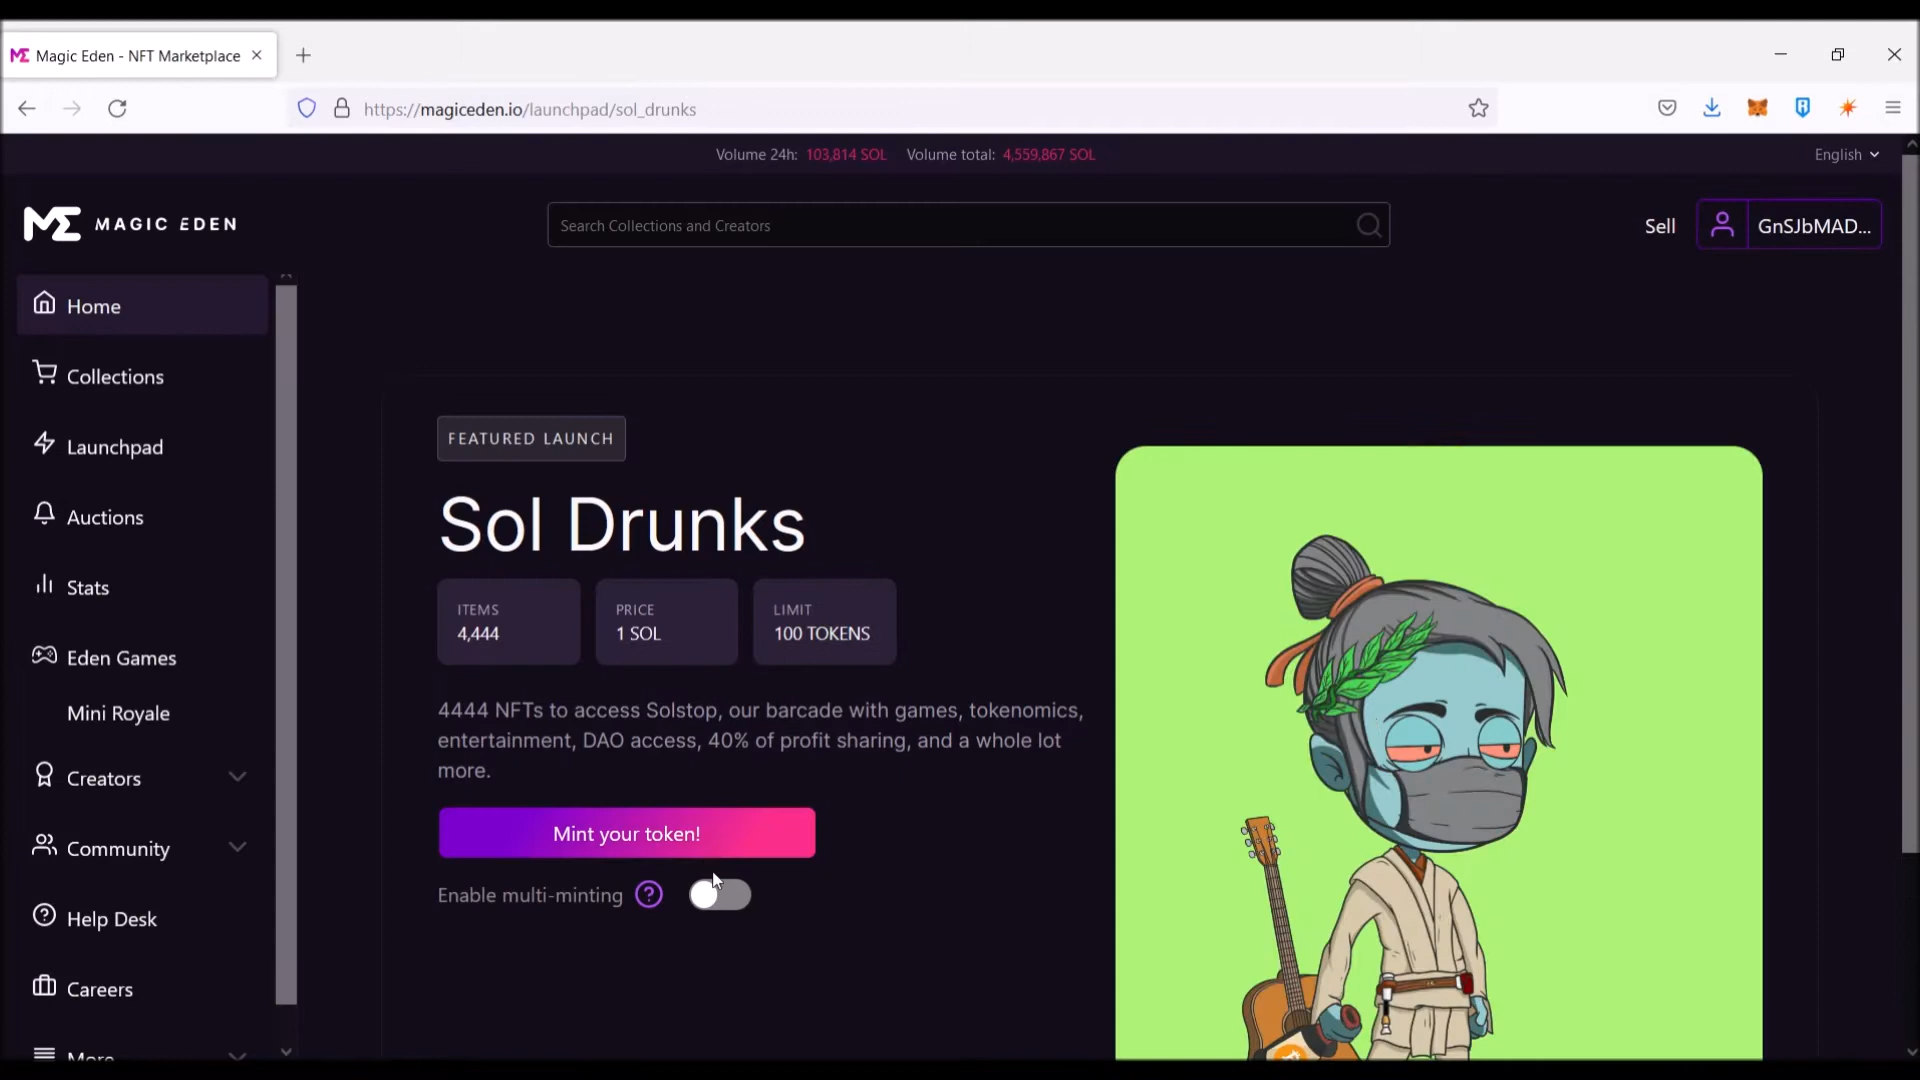 Magic Eden - NFT Marketplace
https://magiceden.io/launchpad/sol_drunks
Volume 24h: 103,814 SOL Volume total: 4,559,867 SOL
English
MAGIC EDEN
Search Collections and Creators
Sell
GnSJbMAD...
Home
Collections
Launchpad
Auctions
Stats
Eden Games
Mini Royale
Creators
Community
Help Desk
Careers
More
FEATURED LAUNCH
Sol Drunks
ITEMS
4,444
PRICE
1 SOL
LIMIT
100 TOKENS
4444 NFTs to access Solstop, our barcade with games, tokenomics,
entertainment, DAO access, 40% of profit sharing, and a whole lot
more.
Mint your token!
Enable multi-minting ?